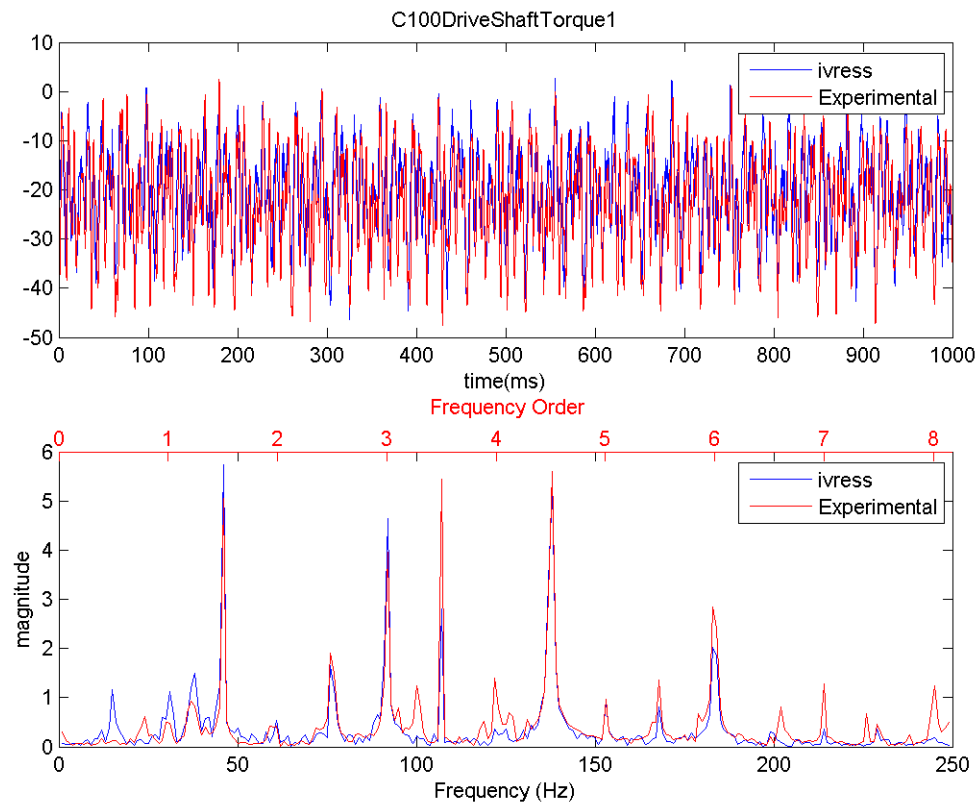 C100DriveShaftTorque1
10
0
-10
-20
-30
-40
-50
ivress
Experimental
0 100 200 300 400 500 600 700 800 900 1000
time(ms)
Frequency Order
0 1 2 3 4 5 6 7 8
6
5
4
3
2
1
0
magnitude
ivress
Experimental
0 50 100 150 200 250
Frequency (Hz)